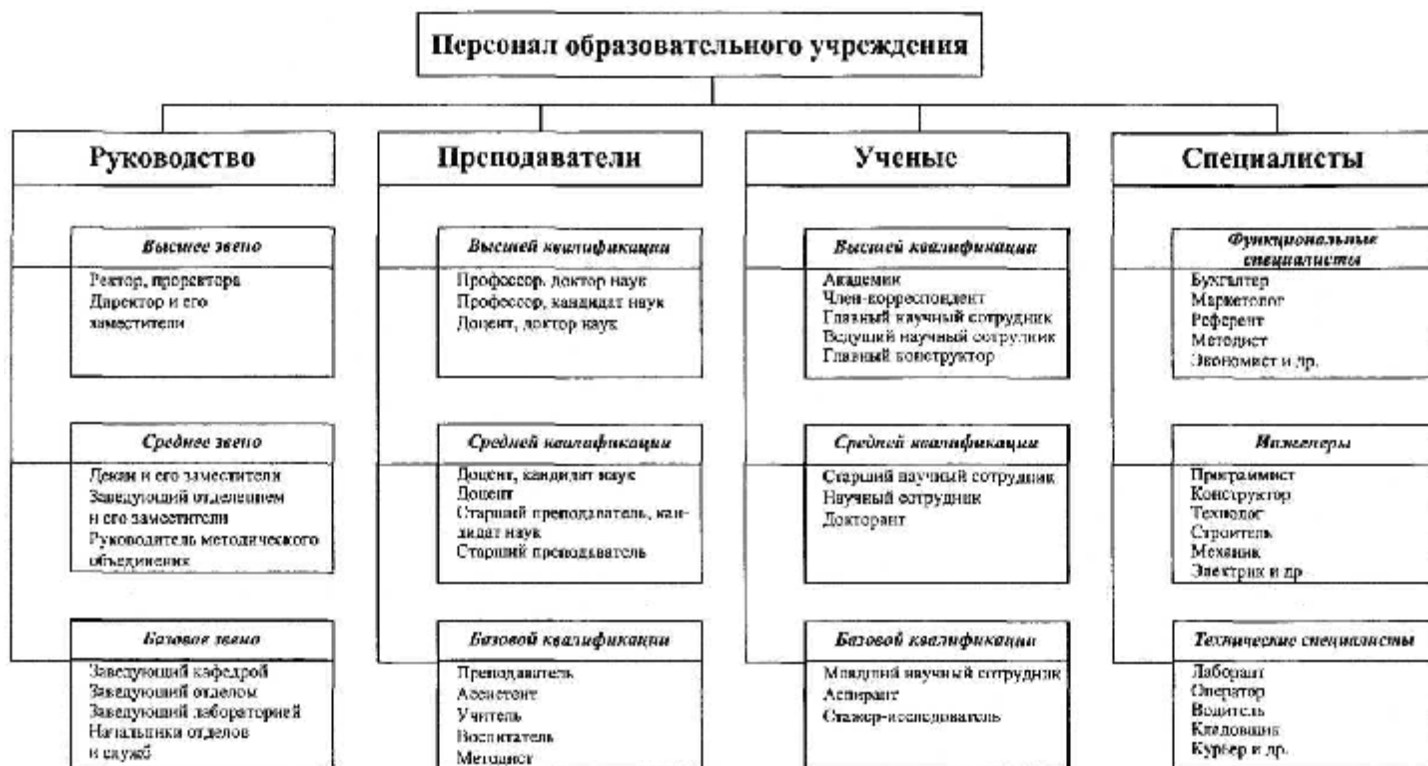 Персонал образовательного учреждения
Руководство
Высшее звено
Ректор, проректора
Директор и его
заместители
Среднее звено
Декан и его заместители
Заведующий отделением
и его заместители
Руководитель методического
объединения
Базовое звено
Заведующий кафедрой
Заведующий отделом
Заведующий лабораторией
Начальники отделов
и служб
Преподаватели
Высшей квалификации
Профессор, доктор наук
Профессор, кандидат наук
Доцент, доктор наук
Средней квалификации
Доцент, кандидат наук
Доцент
Старший преподаватель, кан-
дидат наук
Старший преподаватель
Базовой квалификации
Преподаватель
Ассистент
Учитель
Воспитатель
Методист
Ученые
Высшей квалификации
Академик
Член-корреспондент
Главный научный сотрудник
Ведущий научный сотрудник
Главный конструктор
Средней квалификации
Старший научный сотрудник
Научный сотрудник
Докторант
Базовой квалификации
Младший научный сотрудник
Аспирант
Стажер-исследователь
Специалисты
Функциональные
специалисты
Бухгалтер
Маркетолог
Референт
Методист
Экономист и др.
Инженеры
Программист
Конструктор
Технолог
Строитель
Механик
Электрик и др
Технические специалисты
Лаборант
Оператор
Водитель
Кладовщик
Курьер и др.